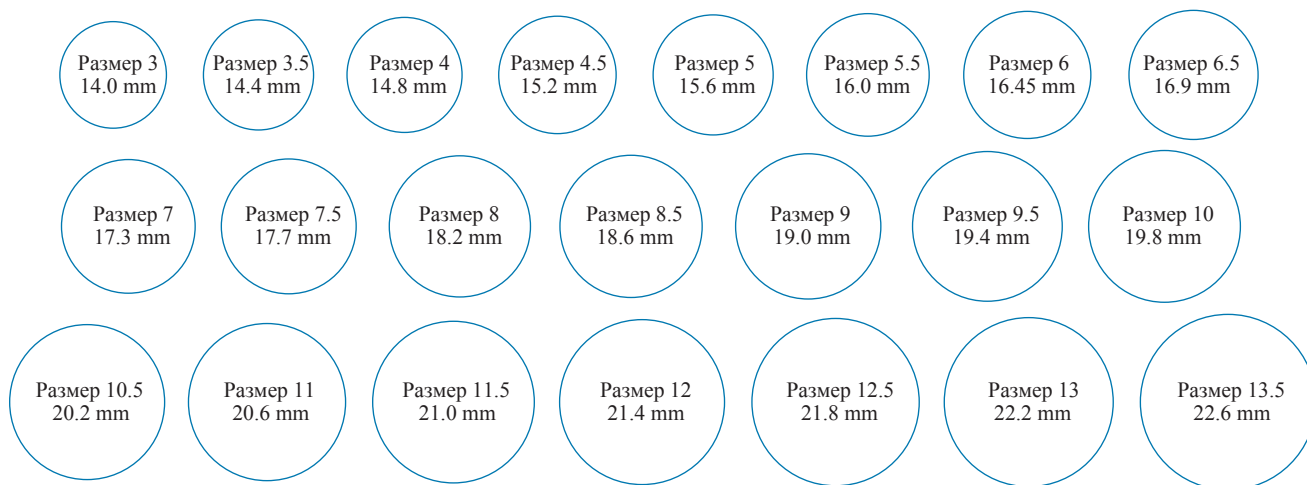 Размер 3
14.0 mm
Размер 3.5
14.4 mm
Размер 4
14.8 mm
Размер 4.5
15.2 mm
Размер 5
15.6 mm
Размер 5.5
16.0 mm
Размер 6
16.45 mm
Размер 6.5
16.9 mm
Размер 7
17.3 mm
Размер 7.5
17.7 mm
Размер 8
18.2 mm
Размер 8.5
18.6 mm
Размер 9
19.0 mm
Размер 9.5
19.4 mm
Размер 10
19.8 mm
Размер 10.5
20.2 mm
Размер 11
20.6 mm
Размер 11.5
21.0 mm
Размер 12
21.4 mm
Размер 12.5
21.8 mm
Размер 13
22.2 mm
Размер 13.5
22.6 mm